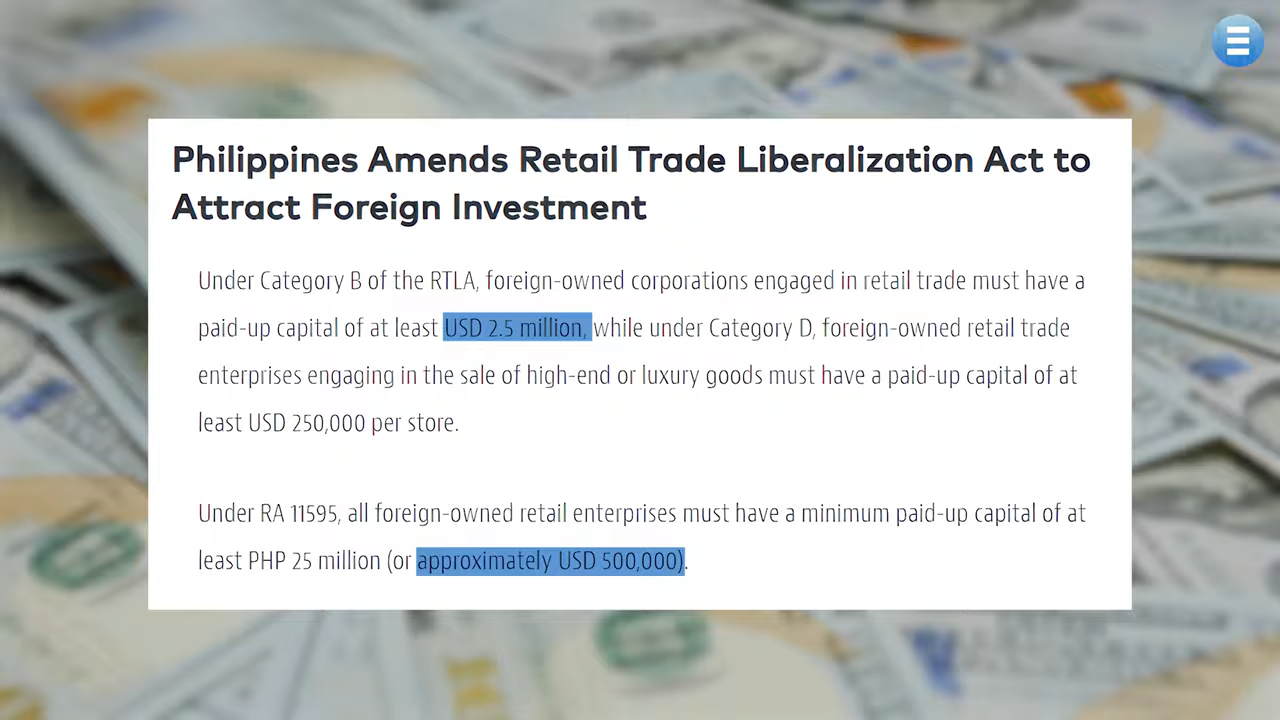 Philippines Amends Retail Trade Liberalization Act to
Attract Foreign Investment
Under Category B of the RTLA, foreign-owned corporations engaged in retail trade must have a
paid-up capital of at least USD 2.5 million, while under Category D, foreign-owned retail trade
enterprises engaging in the sale of high-end or luxury goods must have a paid-up capital of at
least USD 250,000 per store.
Under RA 11595, all foreign-owned retail enterprises must have a minimum paid-up capital of at
least PHP 25 million (or approximately USD 500,000).